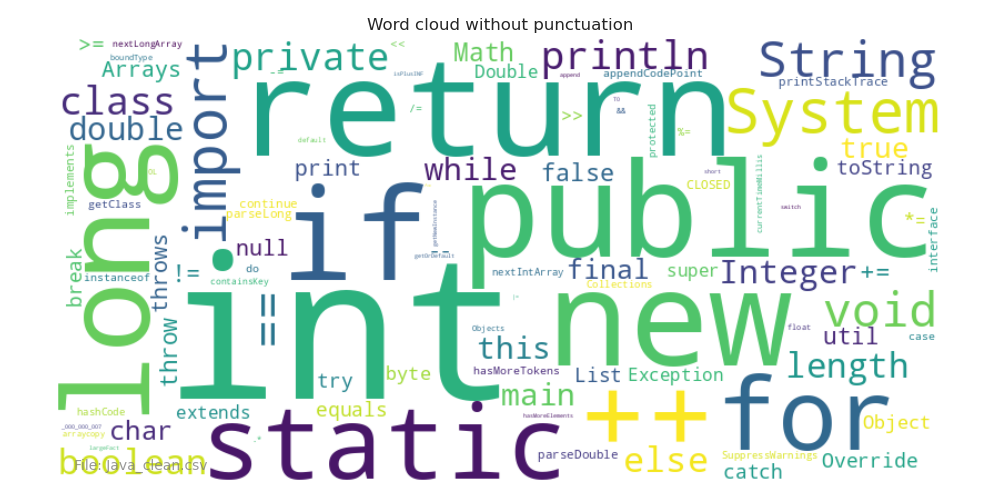 Word cloud without punctuation
>= nextLongArray
boundType
Arrays
import
private
<<
-=
Math
Double
isPlusINF
println
append
appendCodePoint
String
printStackTrace
class
double
return
/=
>>
TO
&&
protected
%=
System
true
default
long
OL
implements
getClass
print
while
false
short
CLOSED
currentTimeMillis
toString
continue
parseLong
if
getNewInstance
public
switch
*=
interface
null
--
getOrDefault
break
instanceof
throws
!=
do
containsKey
nextIntArray
final
Collections
super
Integer
+=
int
==
|=
new
void
float
util
case
Objects
this
throw
try
byte
hasMoreTokens
List
Exception
length
for
main
hashCode
extends
equals
static
hasMoreElements
++
Object
_000_000_007
arraycopy
char
largeFact
parseDouble
else
SuppressWarnings
catch
Override
boolean
File: Java_clean.csv